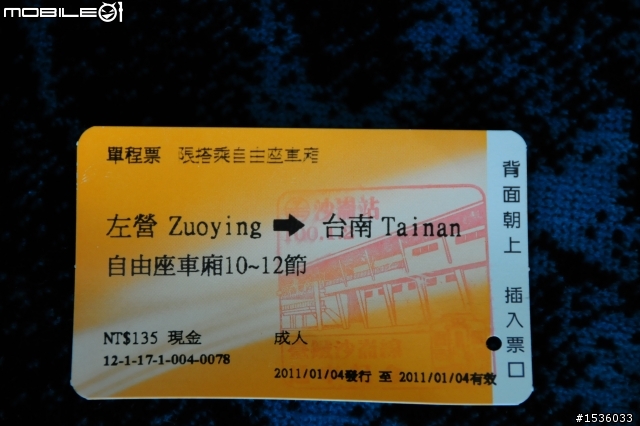 MOBILE01
單程票 限搭乘自由座車廂
左營 Zuoying ➡ 台南 Tainan
自由座車廂10~12節
NT$135 現金 成人
12-1-17-1-004-0078
2011/01/04發行 至 2011/01/04有效
背面朝上 插入票口
沙崙站
#1536033